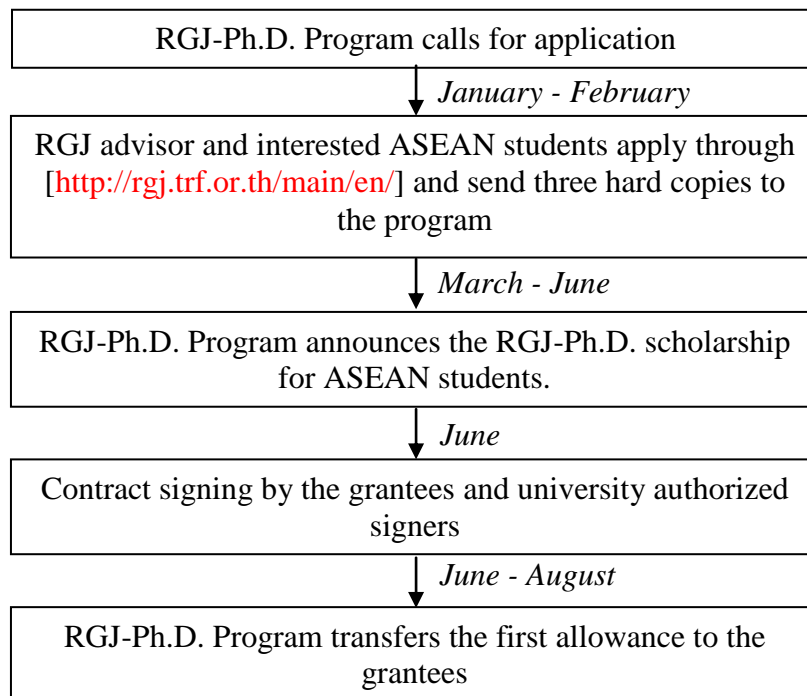 RGJ-Ph.D. Program calls for application
January - February
RGJ advisor and interested ASEAN students apply through
[http://rgj.trf.or.th/main/en/] and send three hard copies to
the program
March - June
RGJ-Ph.D. Program announces the RGJ-Ph.D. scholarship
for ASEAN students.
June
Contract signing by the grantees and university authorized
signers
June - August
RGJ-Ph.D. Program transfers the first allowance to the
grantees